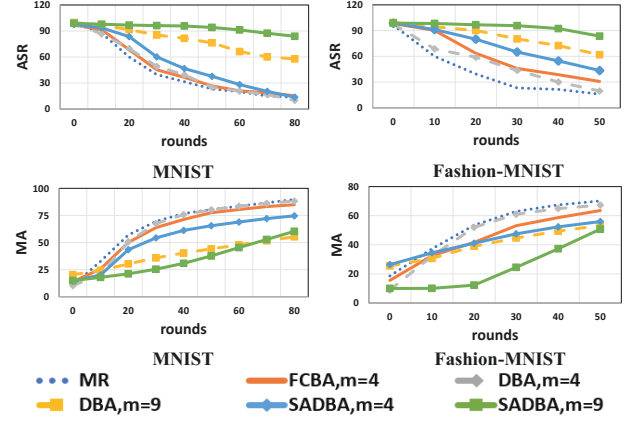 120 120
90 90
60 60
30 30
0 0
ASR ASR
0 20 40 60 80 0 10 20 30 40 50
rounds rounds
MNIST Fashion-MNIST
100 80
75 60
50 40
25 20
0 0
MA MA
0 20 40 60 80 0 10 20 30 40 50
rounds rounds
MNIST Fashion-MNIST
MR FCBA,m=4 DBA,m=4
DBA,m=9 SADBA,m=4 SADBA,m=9